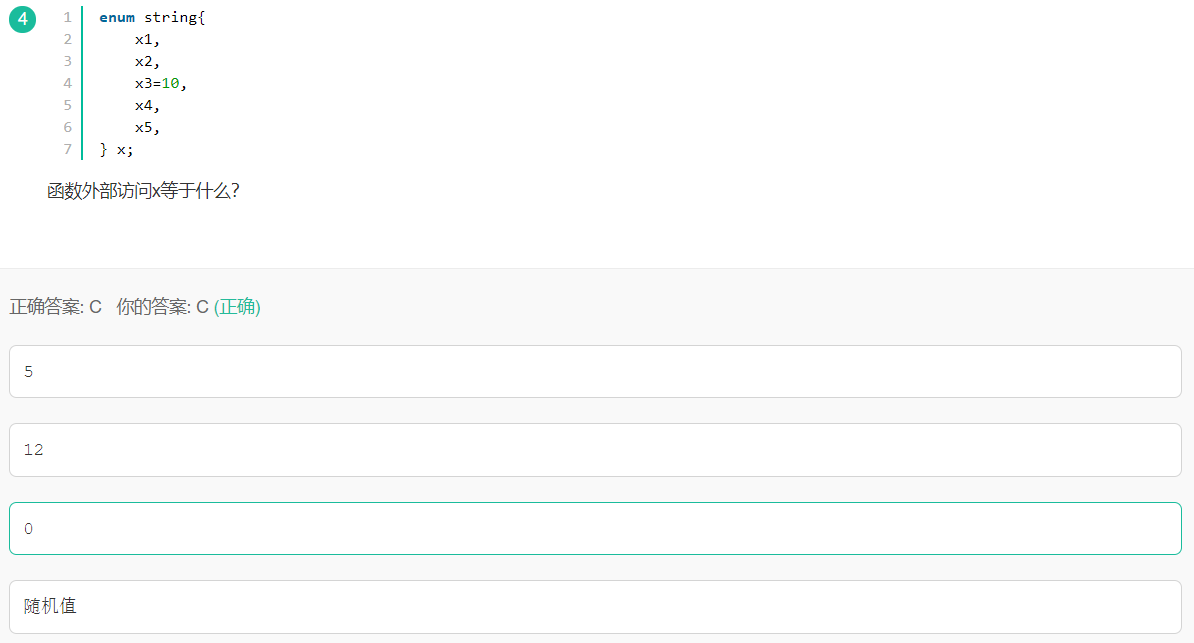 4
1 enum string{
2 x1,
3 x2,
4 x3=10,
5 x4,
6 x5,
7 } x;
函数外部访问x等于什么?
正确答案: C 你的答案: C (正确)
5
12
0
随机值